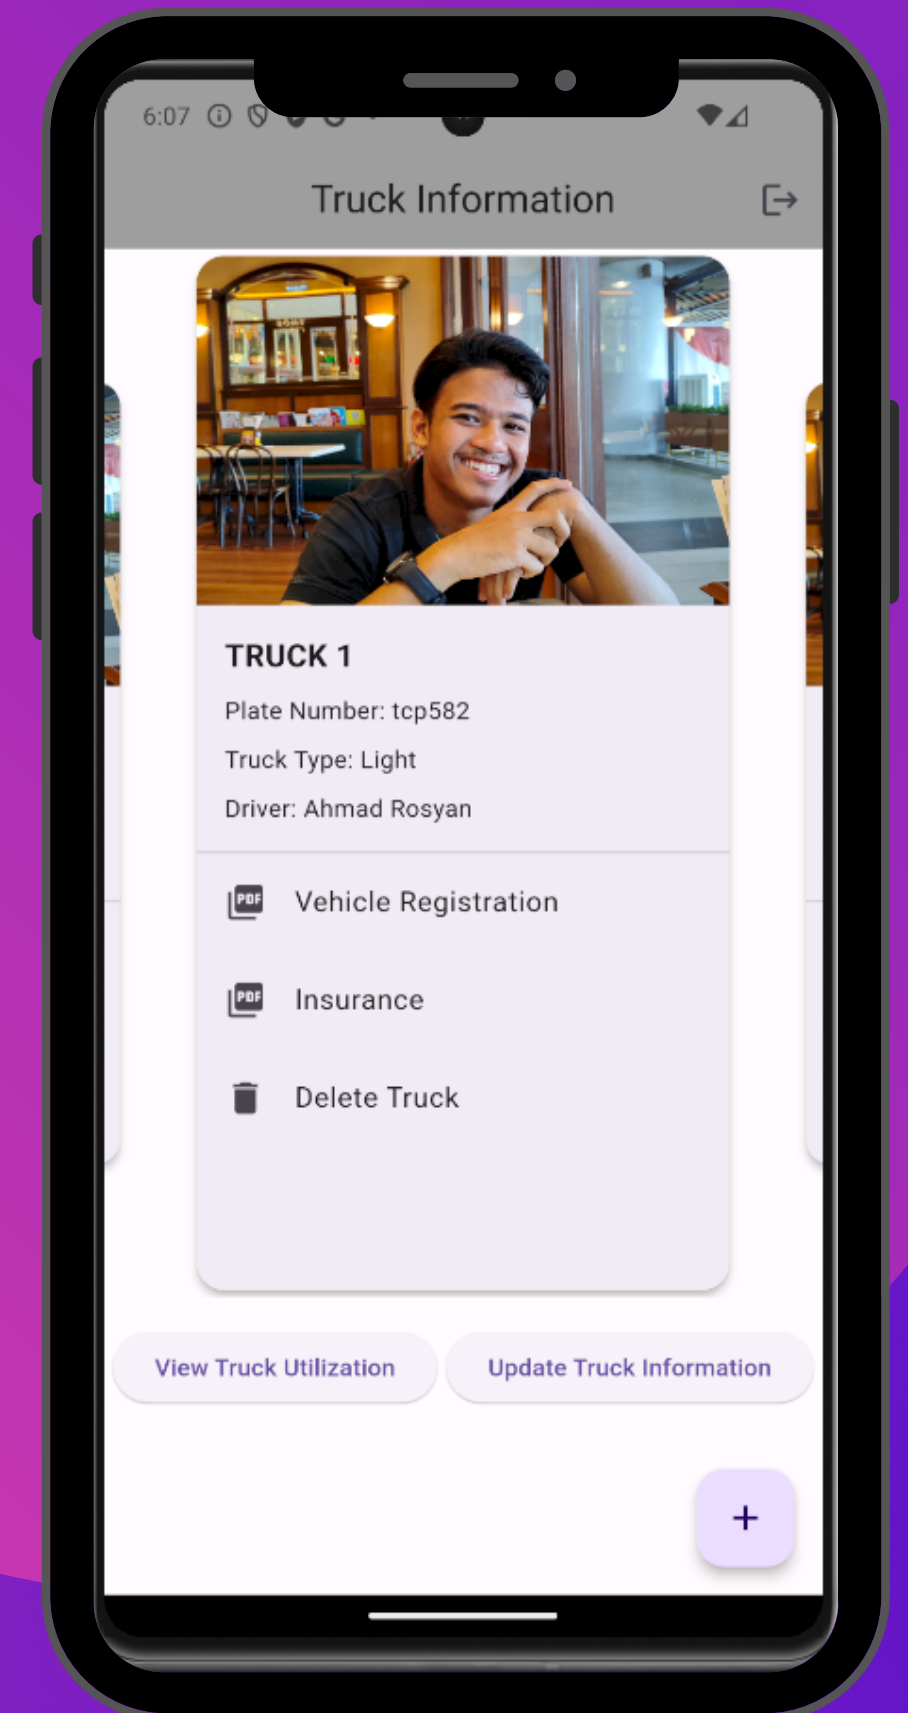 6:07
Truck Information
TRUCK 1
Plate Number: tcp582
Truck Type: Light
Driver: Ahmad Rosyan
PDF Vehicle Registration
PDF Insurance
Delete Truck
View Truck Utilization
Update Truck Information
+